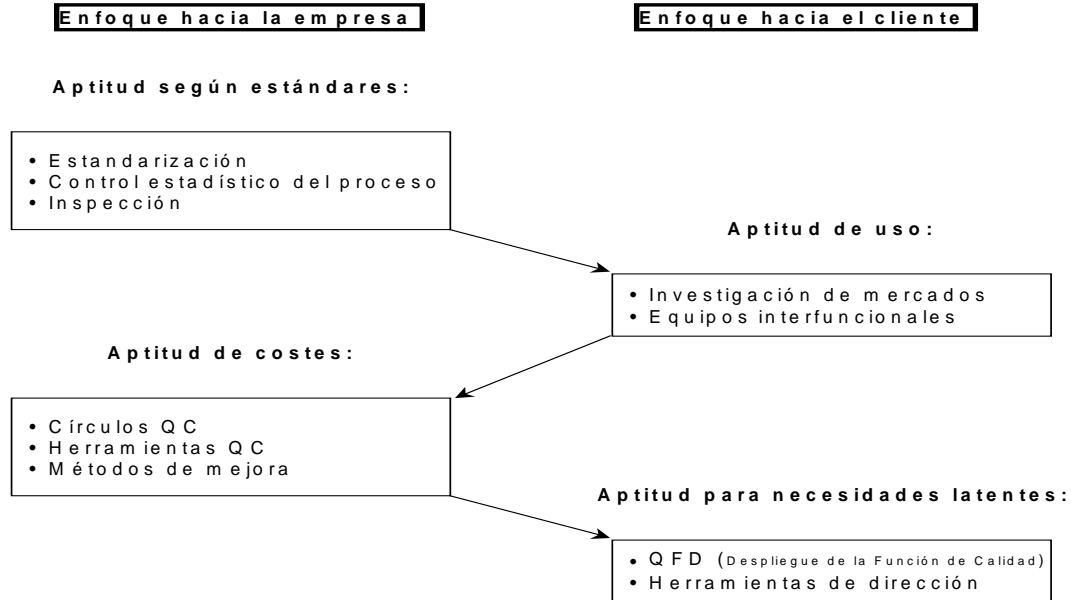 Enfoque hacia la empresa
Enfoque hacia el cliente
Aptitud según estándares:
• Estandarización
• Control estadístico del proceso
• Inspección
Aptitud de uso:
• Investigación de mercados
• Equipos interfuncionales
Aptitud de costes:
• Círculos QC
• Herramientas QC
• Métodos de mejora
Aptitud para necesidades latentes:
• QFD (Despliegue de la Función de Calidad)
• Herramientas de dirección